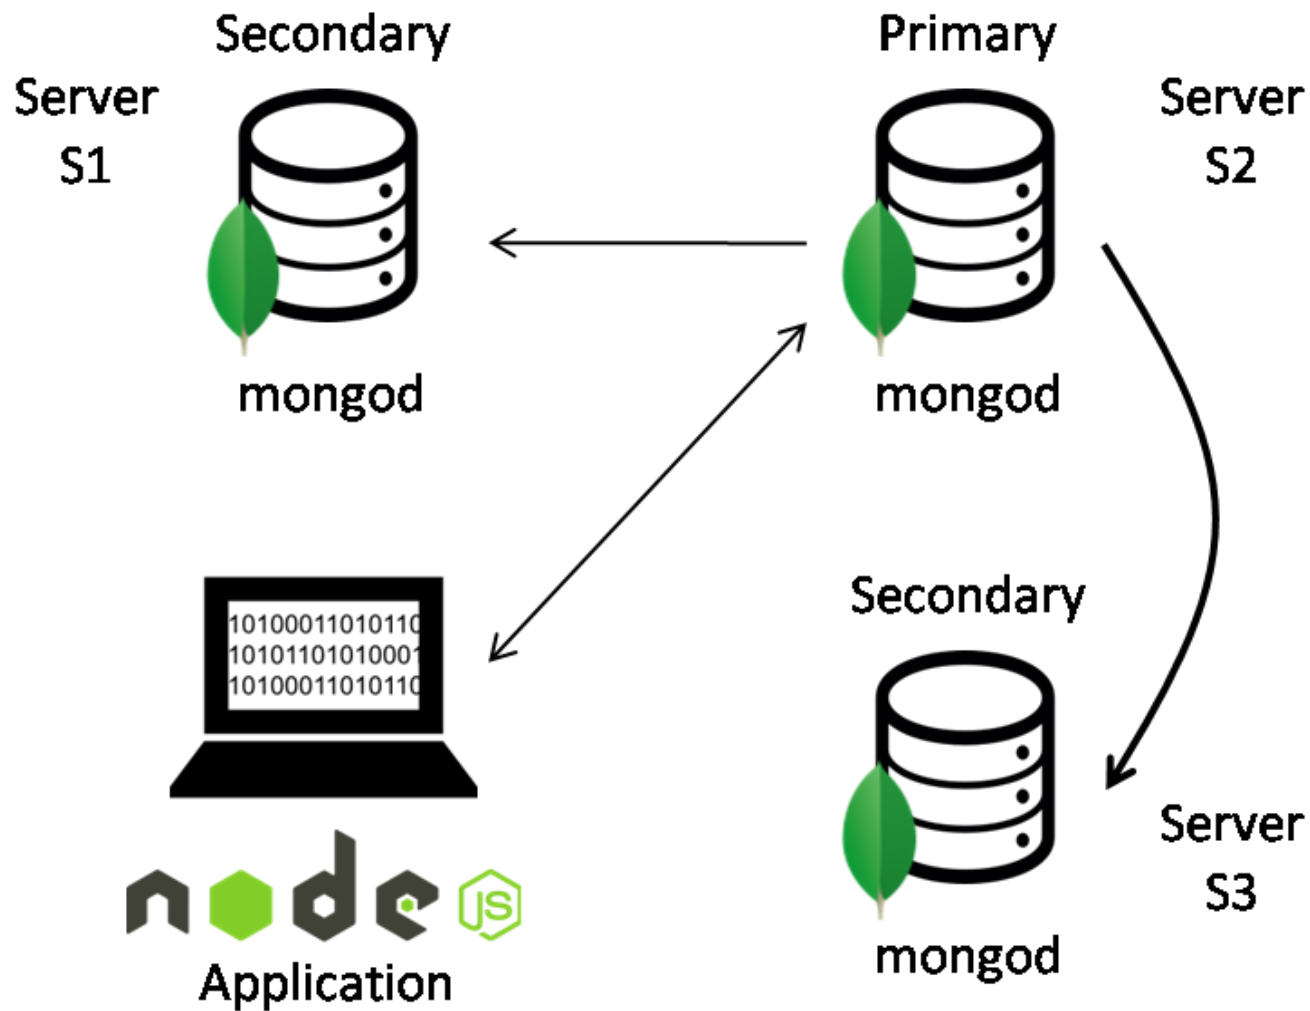 Secondary
Primary
Server
S1
Server
S2
mongod
mongod
Secondary
10100011010110
10101101010001
10100011010110
Server
S3
node
JS
mongod
Application